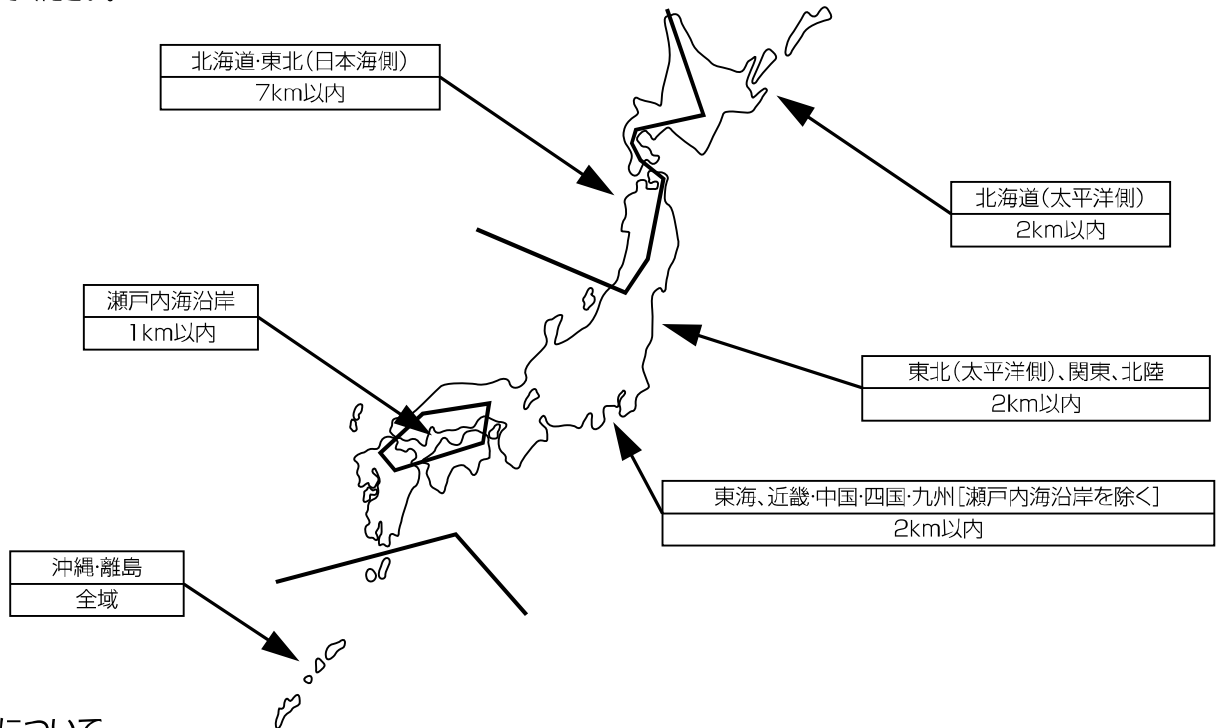 北海道・東北（日本海側）
7km以内
北海道（太平洋側）
2km以内
瀬戸内海沿岸
1km以内
東北（太平洋側）、関東、北陸
2km以内
東海、近畿・中国・四国・九州［瀬戸内海沿岸を除く］
2km以内
沖縄・離島
全域
について